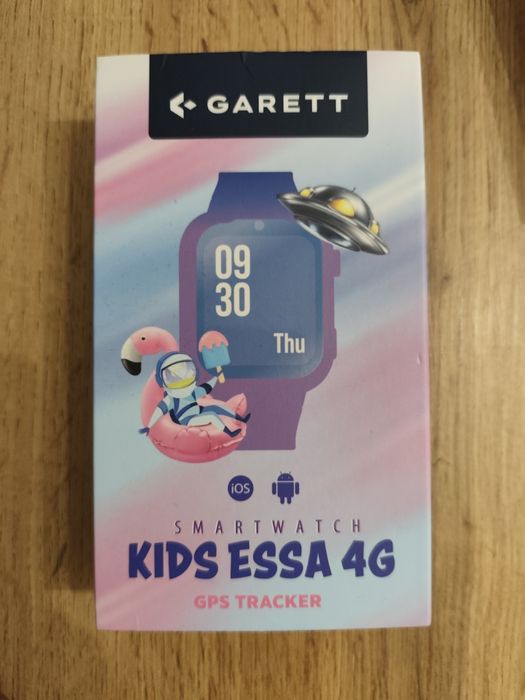 GARETT
09
30
Thu
iOS
SMARTWATCH
KIDS ESSA 4G
GPS TRACKER